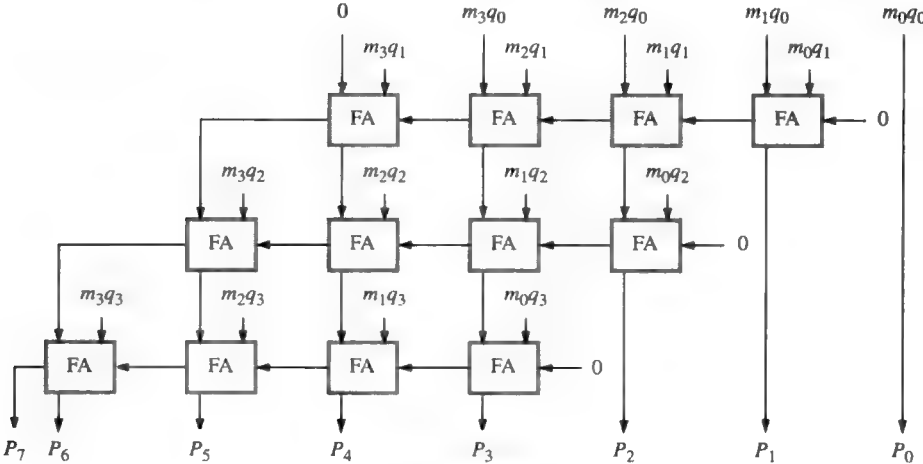 0 m₃q₀ m₂q₀ m₁q₀ m₀q₀
m₃q₁ m₂q₁ m₁q₁ m₀q₁
FA FA FA FA 0
m₃q₂ m₂q₂ m₁q₂ m₀q₂
FA FA FA FA 0
m₃q₃ m₂q₃ m₁q₃ m₀q₃
FA FA FA FA 0
P₇ P₆ P₅ P₄ P₃ P₂ P₁ P₀